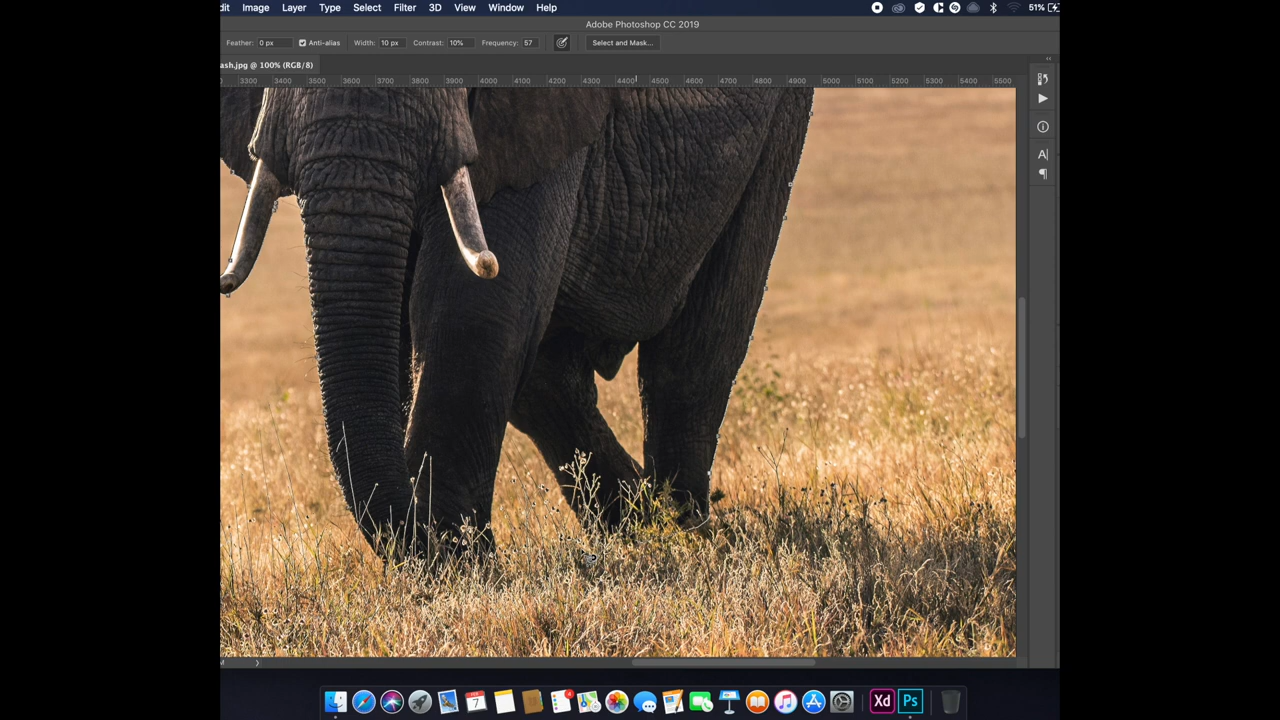 dit Image Layer Type Select Filter 3D View Window Help 51%
Adobe Photoshop CC 2019
Feather: 0 px Anti-alias Width: 10 px Contrast: 10% Frequency: 57 Select and Mask...
ash.jpg @ 100% (RGB/8)
3300 3400 3500 3600 3700 3800 3900 4000 4100 4200 4300 4400 4500 4600 4700 4800 4900 5000 5100 5200 5300 5400 5500
A
Xd Ps